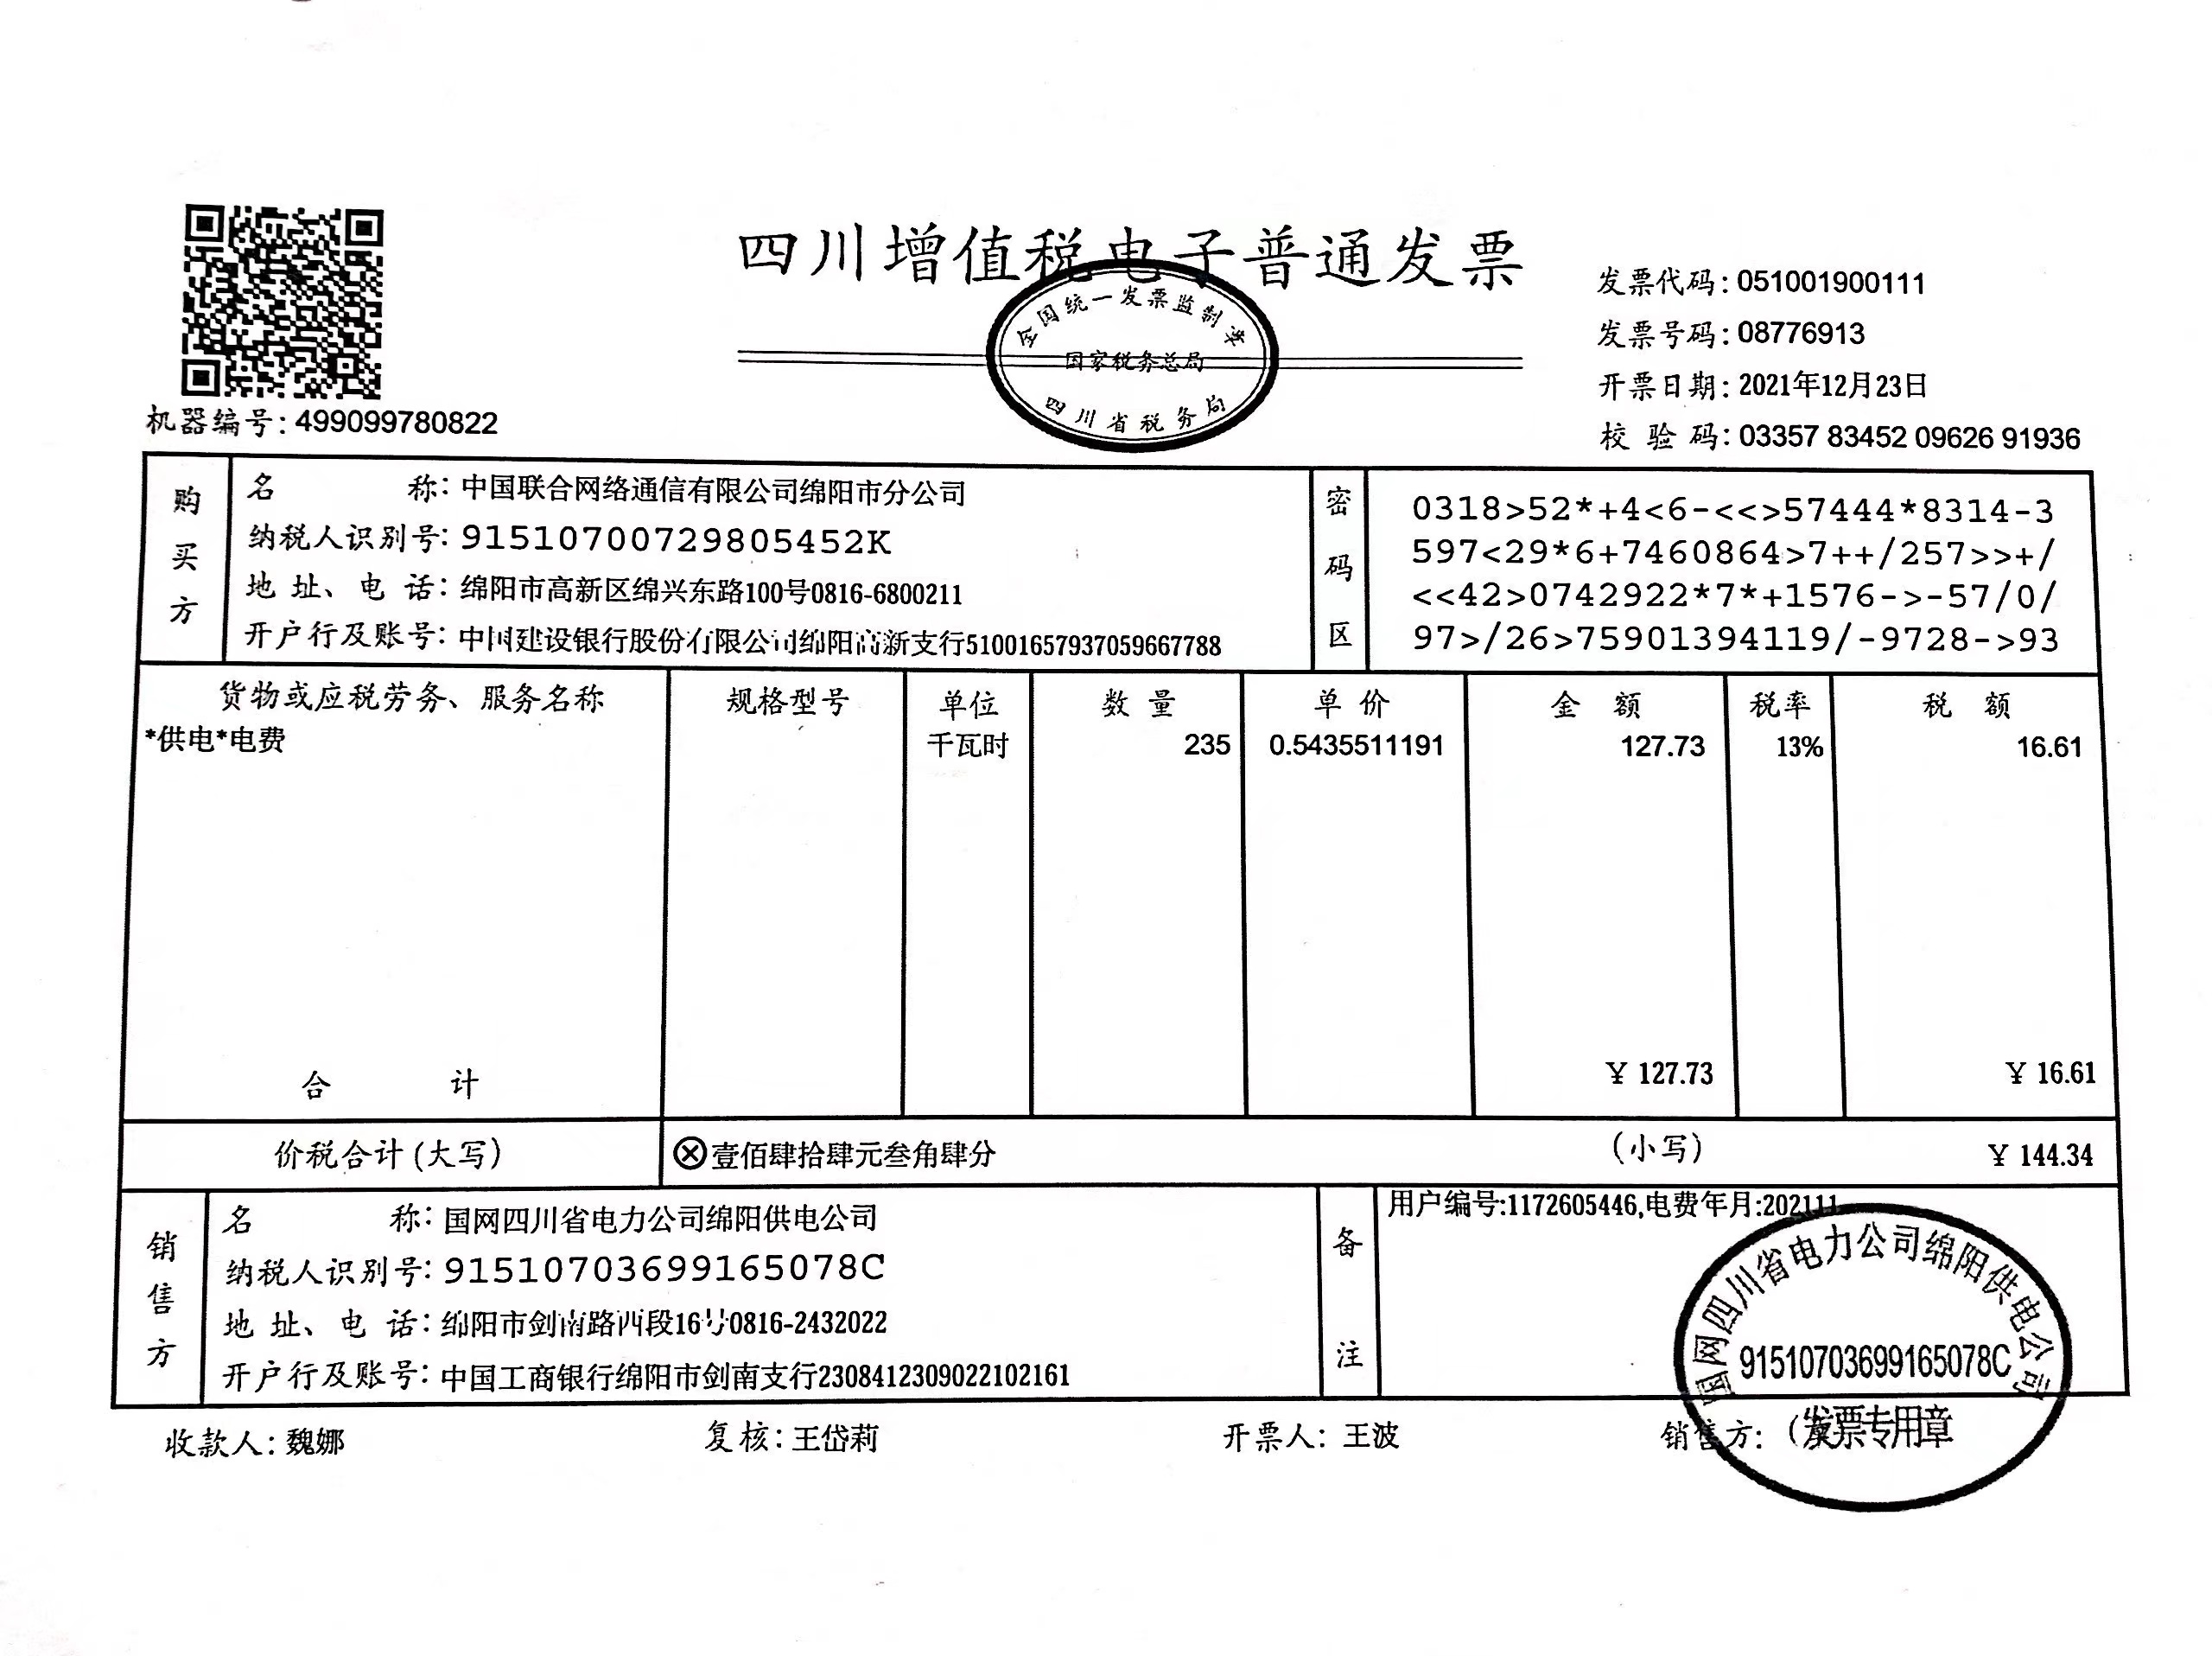 四川增值税电子普通发票
全国统一发票监制章
国家税务总局
四川省税务局
发票代码:051001900111
发票号码:08776913
开票日期:2021年12月23日
校验码:03357 83452 09626 91936
机器编号:499099780822
购买方
名称:中国联合网络通信有限公司绵阳市分公司
纳税人识别号:91510700729805452K
地址、电话:绵阳市高新区绵兴东路100号0816-6800211
开户行及账号:中国建设银行股份有限公司绵阳高新支行51001657937059667788
密码区
0318>52*+4<6-<<>57444*8314-3
597<29*6+7460864>7++/257>>+/
<<42>0742922*7*+1576->-57/0/
97>/26>75901394119/-9728->93
货物或应税劳务、服务名称 规格型号 单位 数量 单价 金额 税率 税额
*供电*电费 千瓦时 235 0.5435511191 127.73 13% 16.61
合计 ¥127.73 ¥16.61
价税合计(大写) ⊗壹佰肆拾肆元叁角肆分 (小写) ¥144.34
销售方
名称:国网四川省电力公司绵阳供电公司
纳税人识别号:91510703699165078C
地址、电话:绵阳市剑南路西段16号0816-2432022
开户行及账号:中国工商银行绵阳市剑南支行2308412309022102161
备注
用户编号:1172605446,电费年月:202111
国网四川省电力公司绵阳供电公司
91510703699165078C
发票专用章
收款人:魏娜 复核:王岱莉 开票人:王波 销售方:(